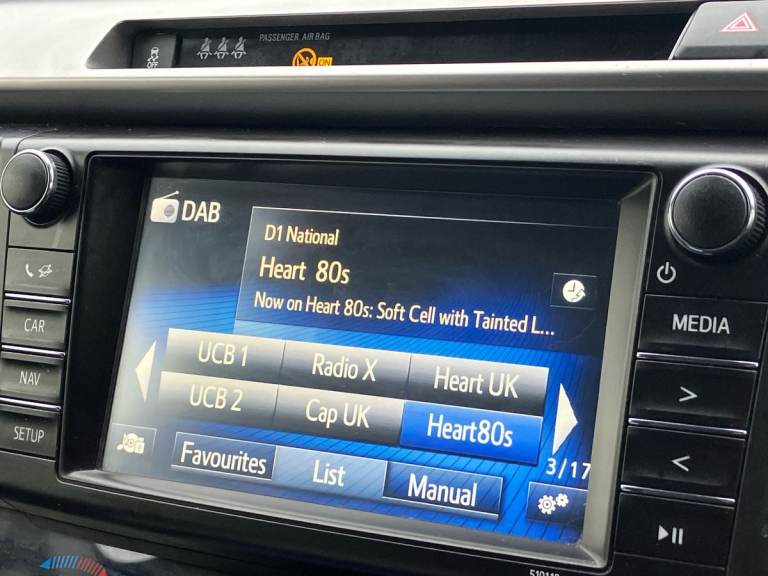 PASSENGER AIR BAG
OFF
ON
DAB
D1 National
Heart 80s
Now on Heart 80s: Soft Cell with Tainted L...
UCB 1 Radio X Heart UK
UCB 2 Cap UK Heart80s
3/17
Favourites List Manual
CAR
NAV
SETUP
MEDIA
>
<